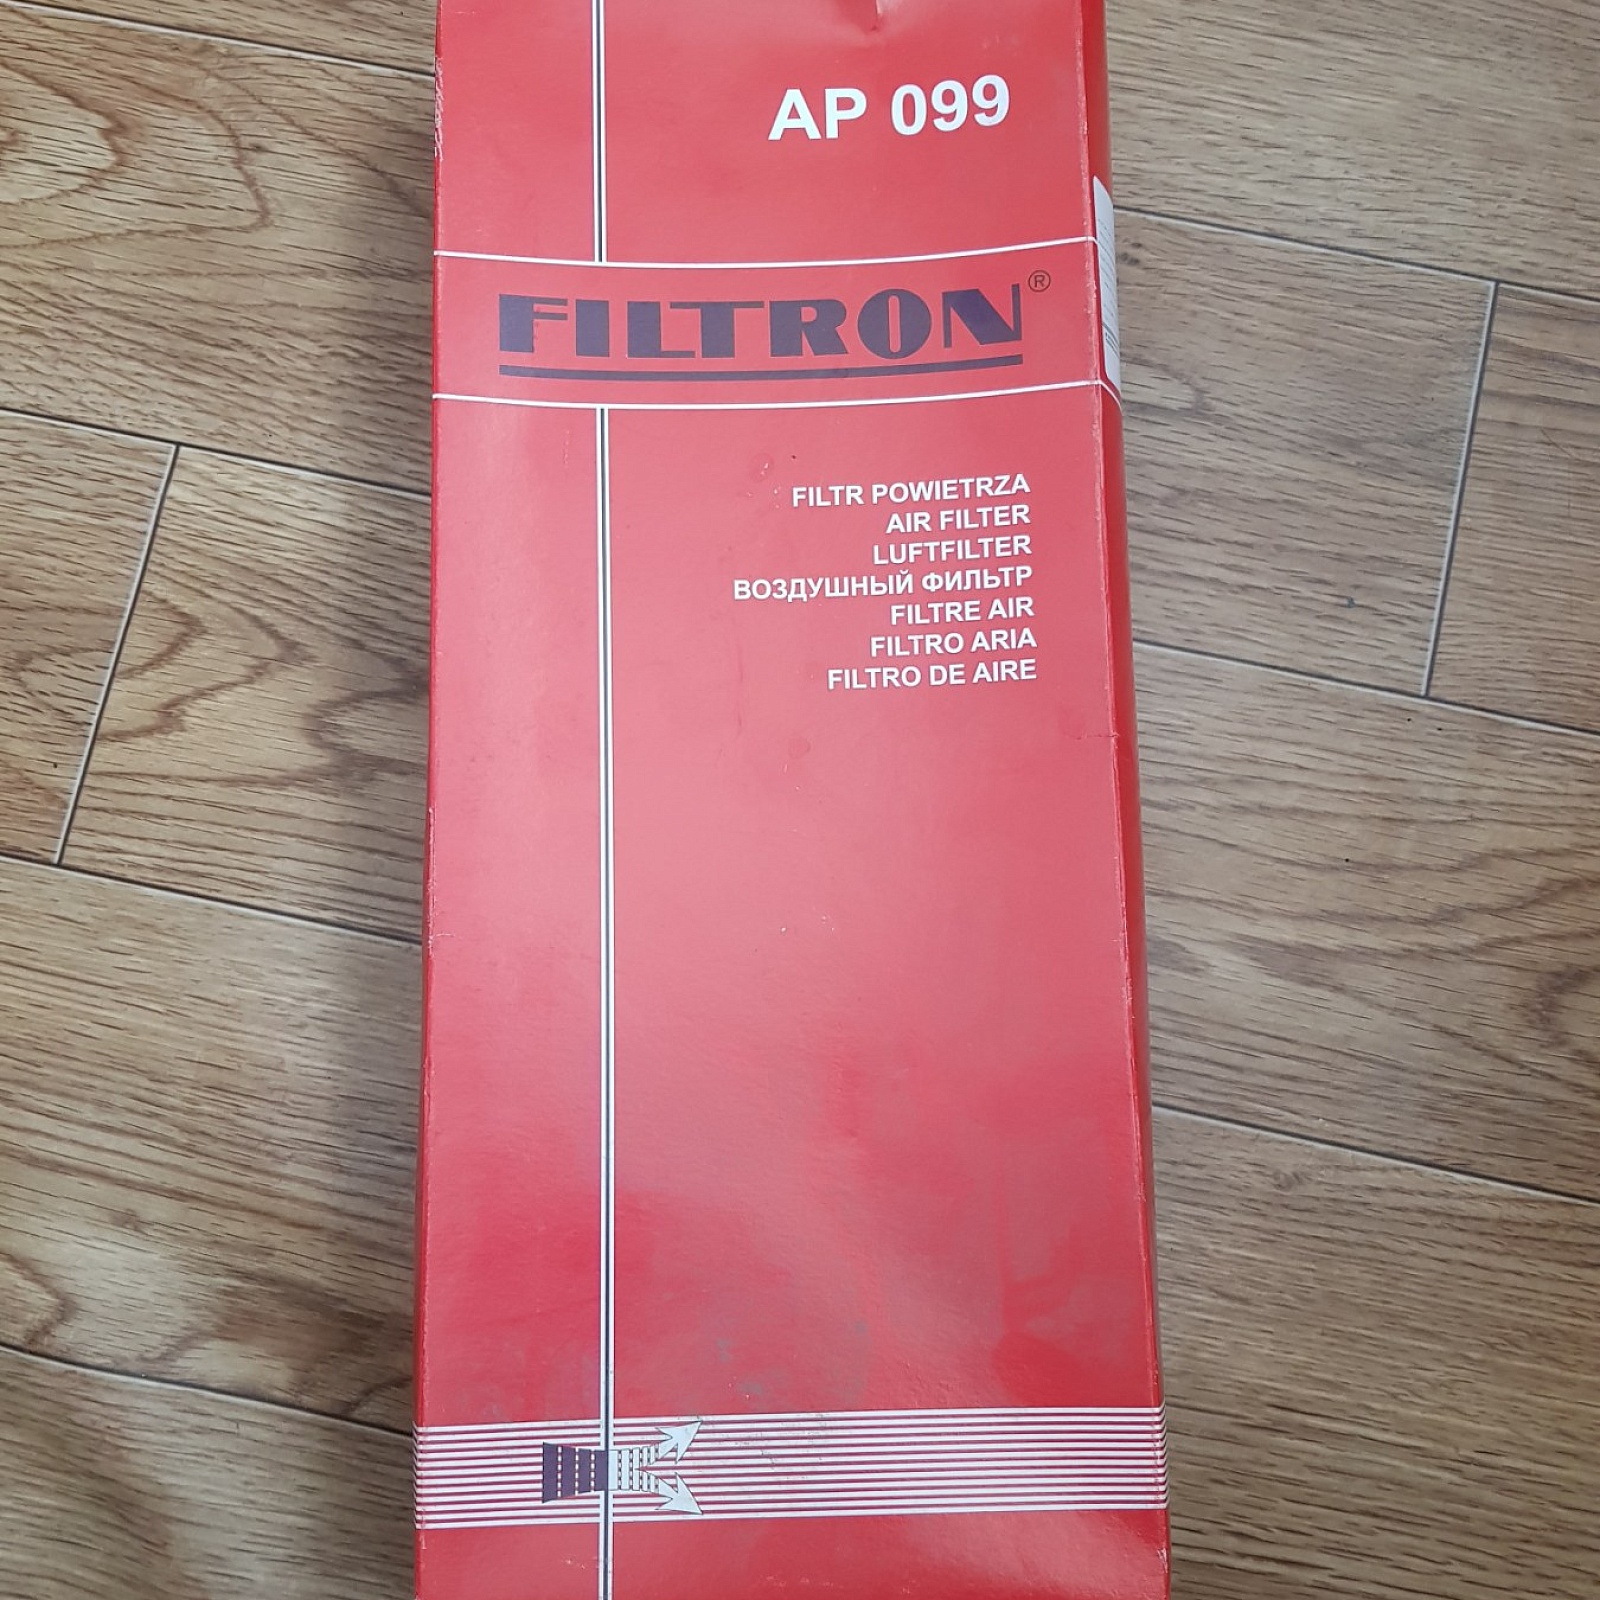 AP 099
FILTRON®
FILTR POWIETRZA
AIR FILTER
LUFTFILTER
ВОЗДУШНЫЙ ФИЛЬТР
FILTRE AIR
FILTRO ARIA
FILTRO DE AIRE